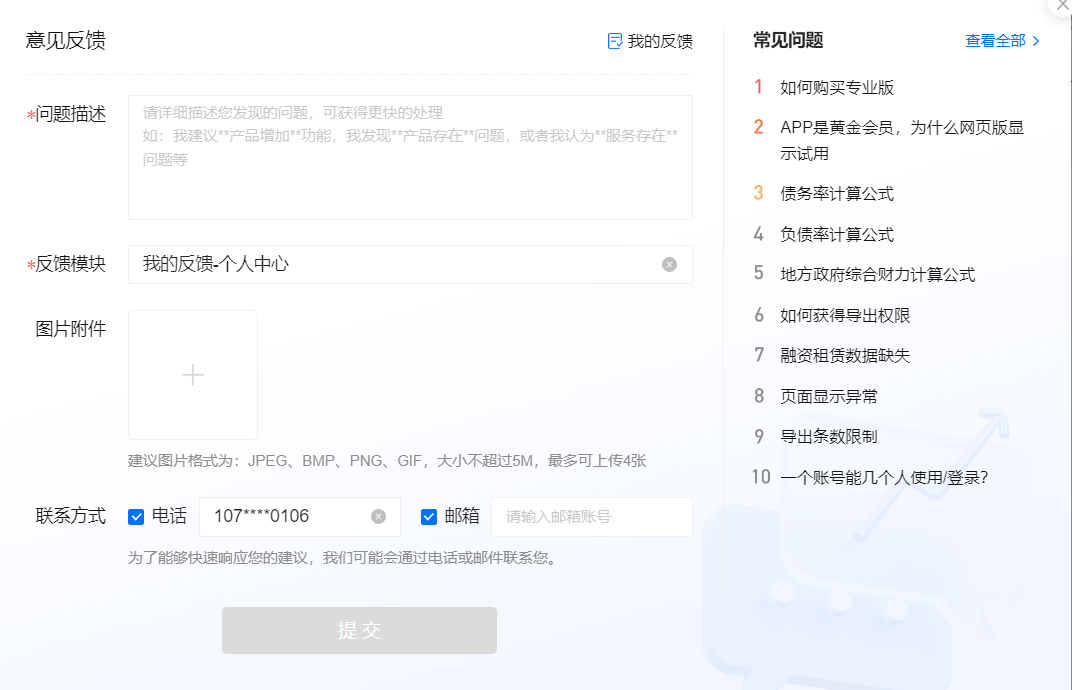 意见反馈
我的反馈
*问题描述
请详细描述您发现的问题，可获得更快的处理
如：我建议**产品增加**功能，我发现**产品存在**问题，或者我认为**服务存在**
问题等
*反馈模块
我的反馈-个人中心
图片附件
建议图片格式为：JPEG、BMP、PNG、GIF，大小不超过5M，最多可上传4张
联系方式
电话
107****0106
邮箱
请输入邮箱账号
为了能够快速响应您的建议，我们可能会通过电话或邮件联系您。
提交
常见问题
查看全部
1 如何购买专业版
2 APP是黄金会员，为什么网页版显
示试用
3 债务率计算公式
4 负债率计算公式
5 地方政府综合财力计算公式
6 如何获得导出权限
7 融资租赁数据缺失
8 页面显示异常
9 导出条数限制
10 一个账号能几个人使用/登录？